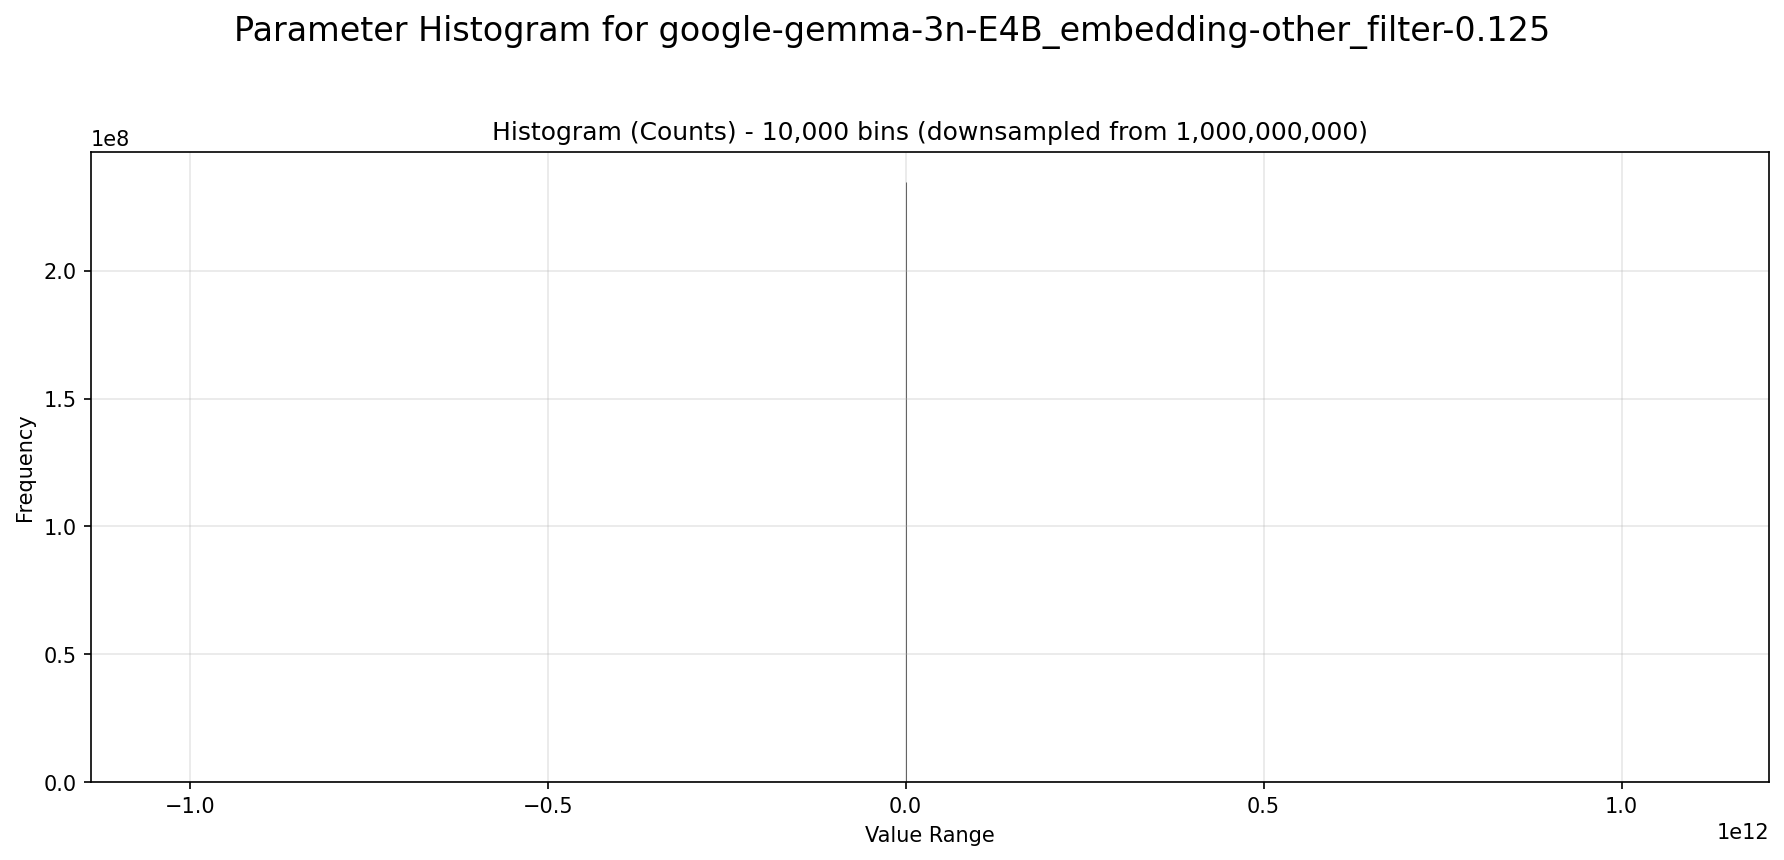 Parameter Histogram for google-gemma-3n-E4B_embedding-other_filter-0.125
Histogram (Counts) - 10,000 bins (downsampled from 1,000,000,000)
1e8
2.0
1.5
1.0
0.5
0.0
Frequency
−1.0
−0.5
0.0
0.5
1.0
Value Range
1e12